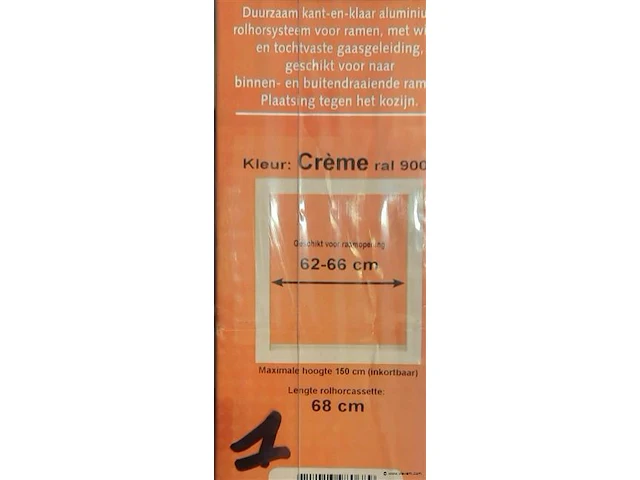 Duurzaam kant-en-klaar aluminiu
rolhorsysteem voor ramen, met wi
en tochtvaste gaasgeleiding,
geschikt voor naar
binnen- en buitendraaiende ram
Plaatsing tegen het kozijn.
Kleur: Crème ral 900
Geschikt voor raamopening
62-66 cm
Maximale hoogte 150 cm (inkortbaar)
Lengte rolhorcassette:
68 cm
1